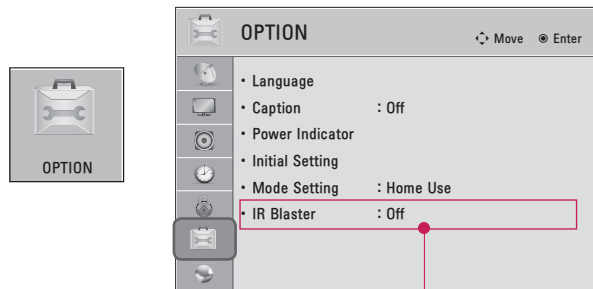 OPTION
OPTION
Move Enter
• Language
• Caption : Off
• Power Indicator
• Initial Setting
• Mode Setting : Home Use
• IR Blaster : Off